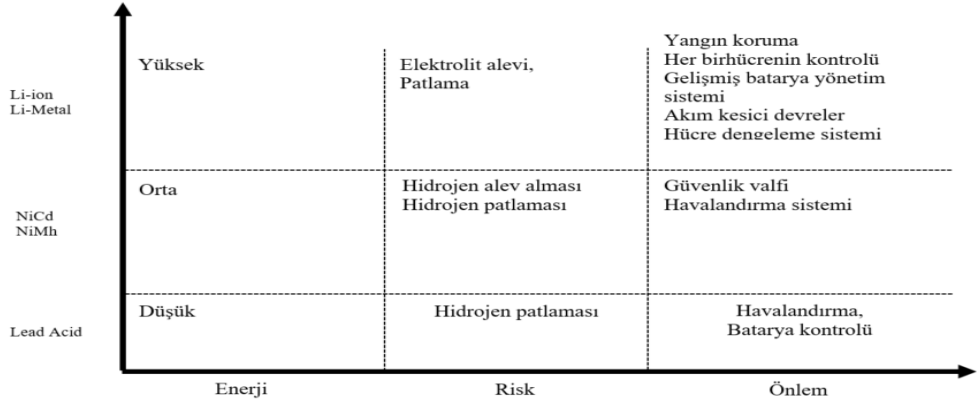 Li-ion
Li-Metal
Yüksek
Elektrolit alevi,
Patlama
Yangın koruma
Her birhücrenin kontrolü
Gelişmiş batarya yönetim
sistemi
Akım kesici devreler
Hücre dengeleme sistemi
NiCd
NiMh
Orta
Hidrojen alev alması
Hidrojen patlaması
Güvenlik valfi
Havalandırma sistemi
Lead Acid
Düşük
Hidrojen patlaması
Havalandırma,
Batarya kontrolü
Enerji
Risk
Önlem